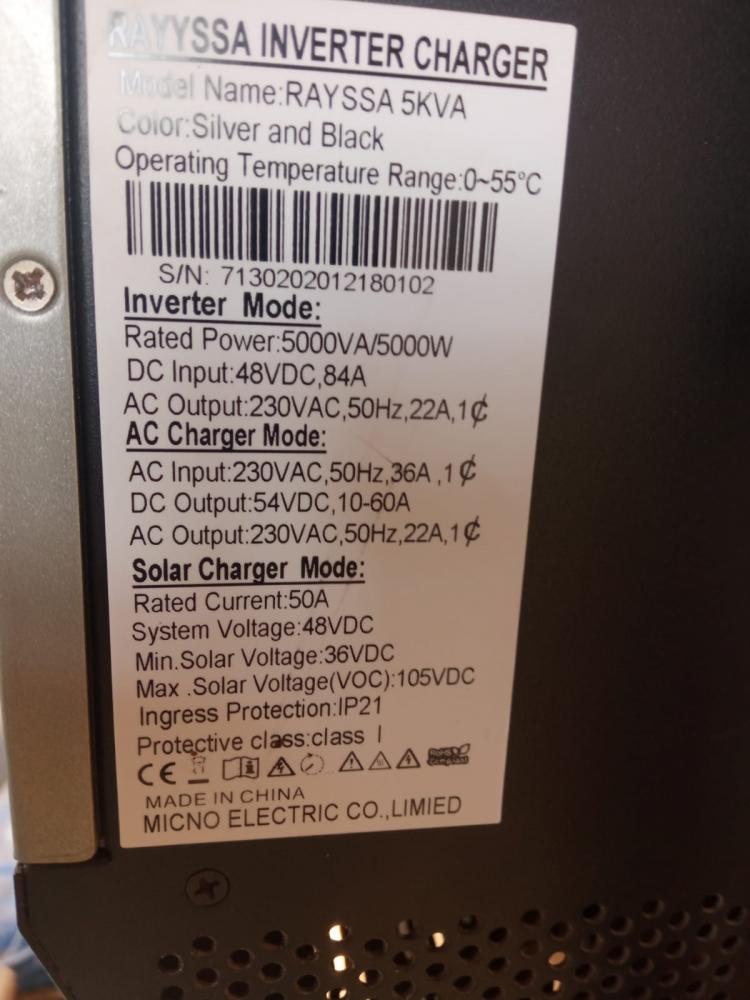 RAYYSSA INVERTER CHARGER
Model Name:RAYSSA 5KVA
Color:Silver and Black
Operating Temperature Range:0~55°C
S/N: 7130202012180102
Inverter Mode:
Rated Power:5000VA/5000W
DC Input:48VDC,84A
AC Output:230VAC,50Hz,22A,1₵
AC Charger Mode:
AC Input:230VAC,50Hz,36A ,1₵
DC Output:54VDC,10-60A
AC Output:230VAC,50Hz,22A,1₵
Solar Charger Mode:
Rated Current:50A
System Voltage:48VDC
Min.Solar Voltage:36VDC
Max .Solar Voltage(VOC):105VDC
Ingress Protection:IP21
Protective class:class I
CE RoHS Compliant
MADE IN CHINA
MICNO ELECTRIC CO.,LIMIED